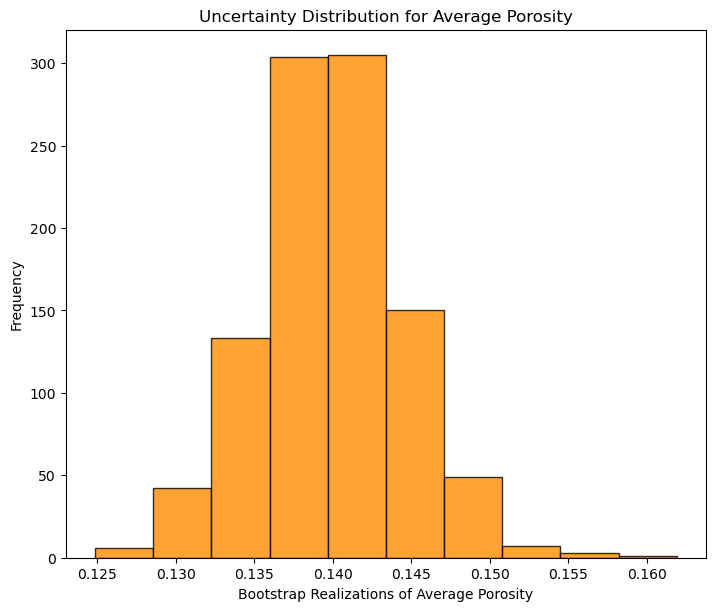 Uncertainty Distribution for Average Porosity
300
250
200
150
100
50
0
Frequency
0.125 0.130 0.135 0.140 0.145 0.150 0.155 0.160
Bootstrap Realizations of Average Porosity